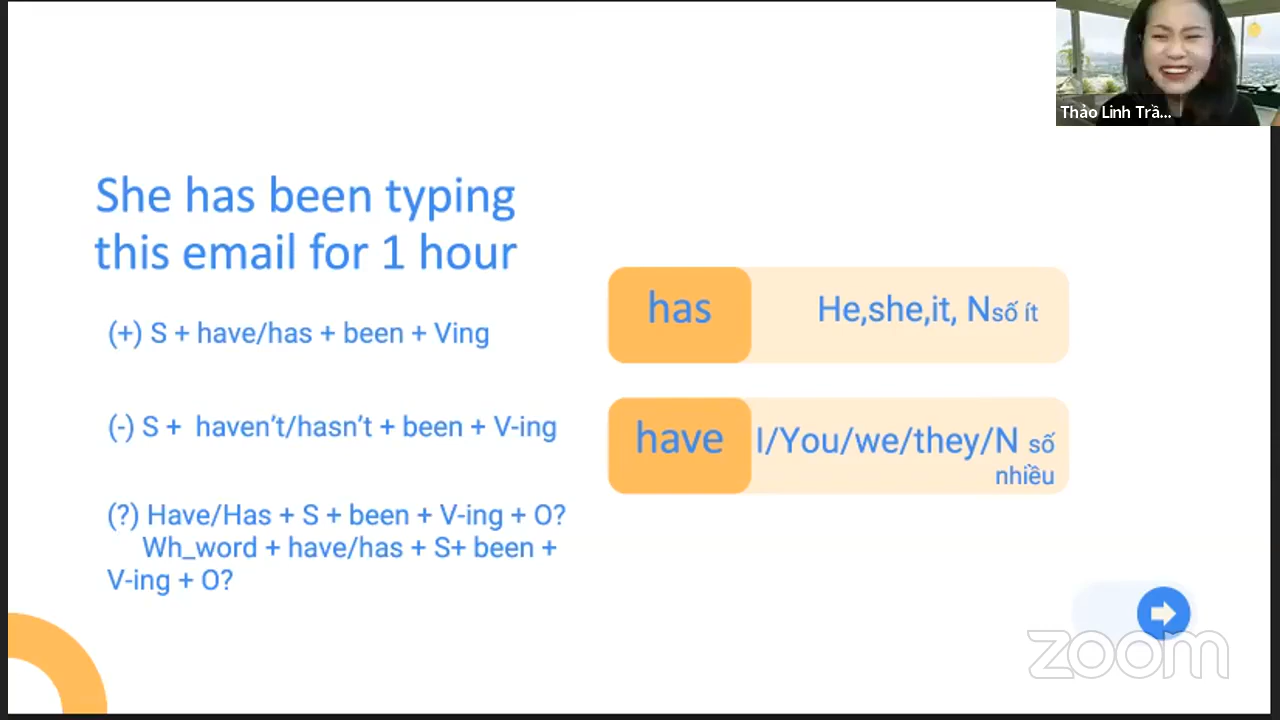 Thảo Linh Trầ...
She has been typing
this email for 1 hour
(+) S + have/has + been + Ving
(-) S + haven't/hasn't + been + V-ing
(?) Have/Has + S + been + V-ing + O?
Wh_word + have/has + S+ been +
V-ing + O?
has
He,she,it, Nsố ít
have
I/You/we/they/N số
nhiều
zoom